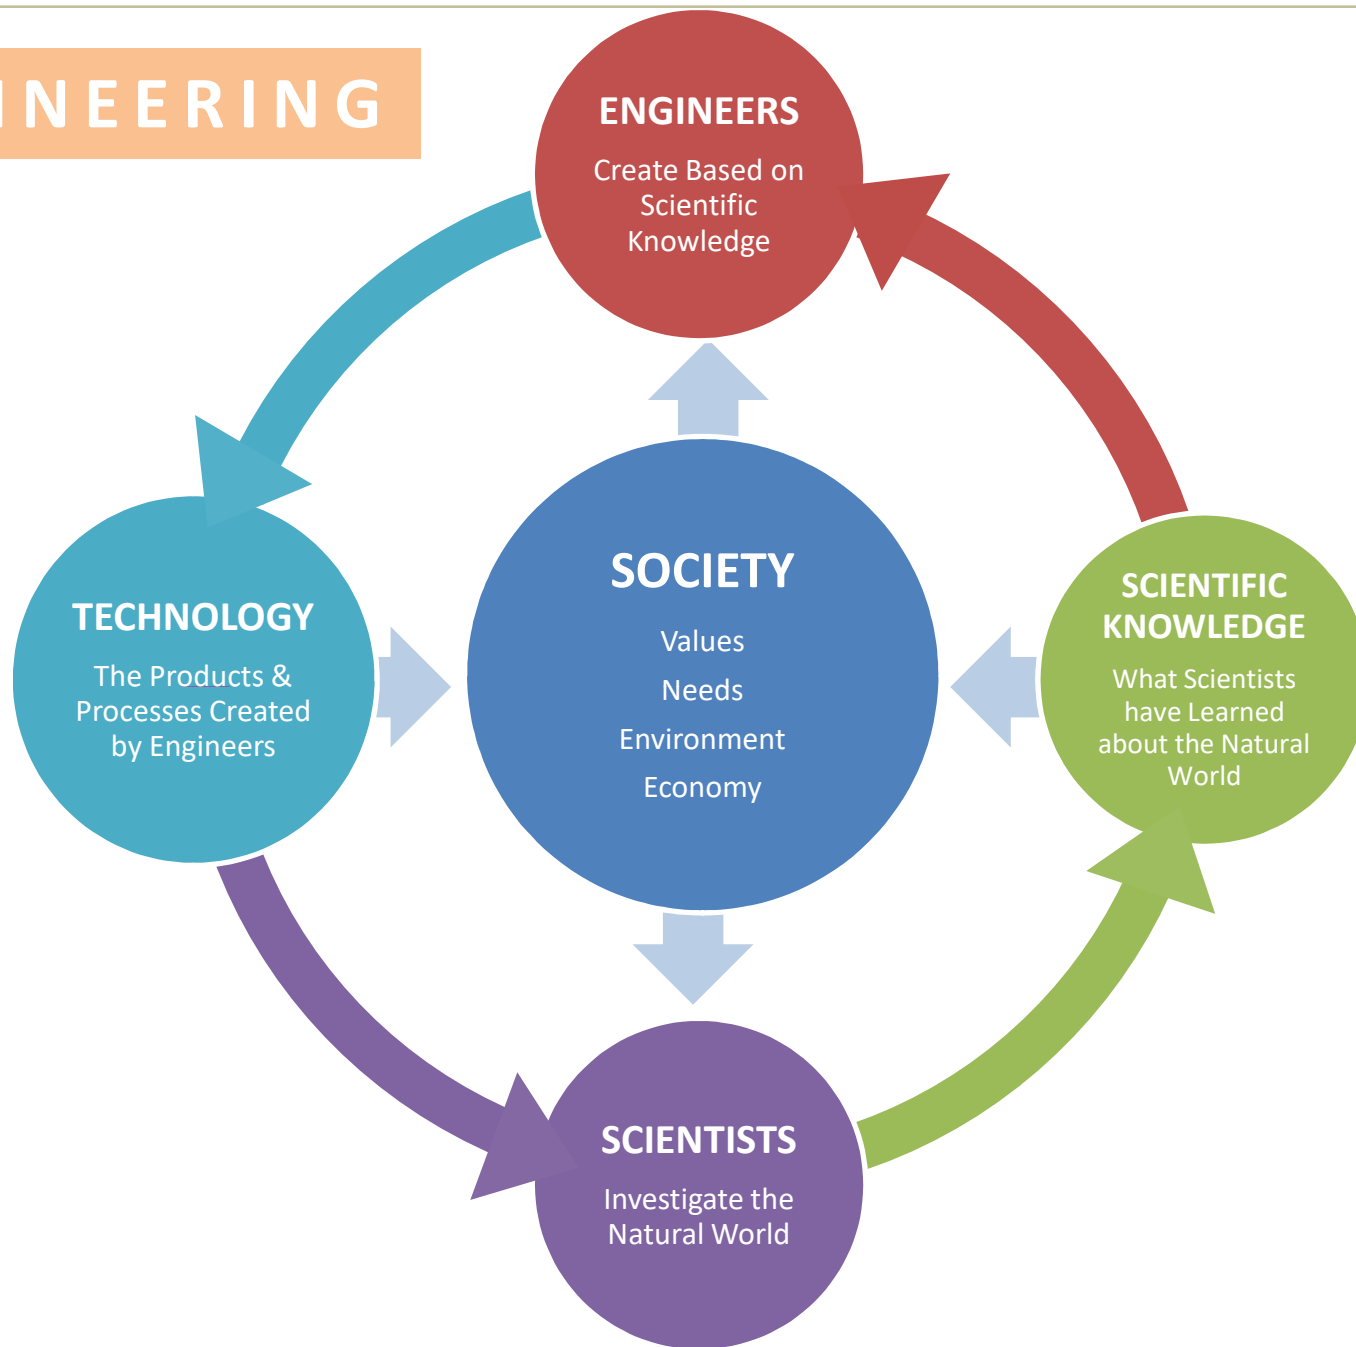 INEERING
ENGINEERS
Create Based on
Scientific
Knowledge
SOCIETY
Values
Needs
Environment
Economy
TECHNOLOGY
The Products &
Processes Created
by Engineers
SCIENTIFIC
KNOWLEDGE
What Scientists
have Learned
about the Natural
World
SCIENTISTS
Investigate the
Natural World